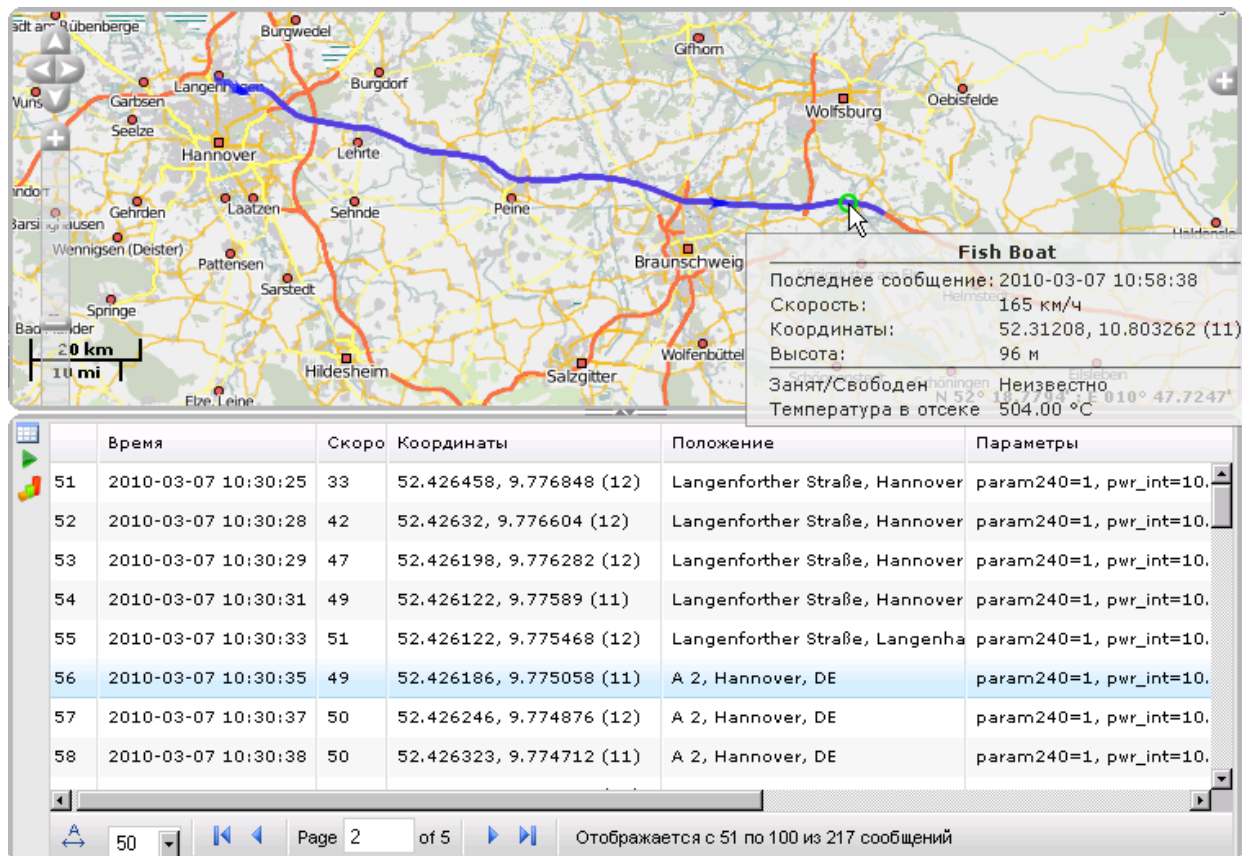 Burgwedel
Gifhorn
Burgdorf
Garbsen
Oebisfelde
Wolfsburg
Seelze
Hannover
Lehrte
Gehrden
Laatzen
Sehnde
Peine
Wennigsen (Deister)
Pattensen
Braunschweig
Sarstedt
Springe
20 km
10 mi
Hildesheim
Salzgitter
Wolfenbüttel
Elze, Leine
Fish Boat
Последнее сообщение: 2010-03-07 10:58:38
Скорость: 165 км/ч
Координаты: 52.31208, 10.803262 (11)
Высота: 96 м
Занят/Свободен Неизвестно
Температура в отсеке 504.00 °C
Eilsleben
N 52° 18.7794' : E 010° 47.7247'
Время Скоро Координаты Положение Параметры
51 2010-03-07 10:30:25 33 52.426458, 9.776848 (12) Langenforther Straße, Hannover param240=1, pwr_int=10.
52 2010-03-07 10:30:28 42 52.42632, 9.776604 (12) Langenforther Straße, Hannover param240=1, pwr_int=10.
53 2010-03-07 10:30:29 47 52.426198, 9.776282 (12) Langenforther Straße, Hannover param240=1, pwr_int=10.
54 2010-03-07 10:30:31 49 52.426122, 9.77589 (11) Langenforther Straße, Hannover param240=1, pwr_int=10.
55 2010-03-07 10:30:33 51 52.426122, 9.775468 (12) Langenforther Straße, Langenha param240=1, pwr_int=10.
56 2010-03-07 10:30:35 49 52.426186, 9.775058 (11) A 2, Hannover, DE param240=1, pwr_int=10.
57 2010-03-07 10:30:37 50 52.426246, 9.774876 (12) A 2, Hannover, DE param240=1, pwr_int=10.
58 2010-03-07 10:30:38 50 52.426323, 9.774712 (11) A 2, Hannover, DE param240=1, pwr_int=10.
A 50 Page 2 of 5 Отображается с 51 по 100 из 217 сообщений